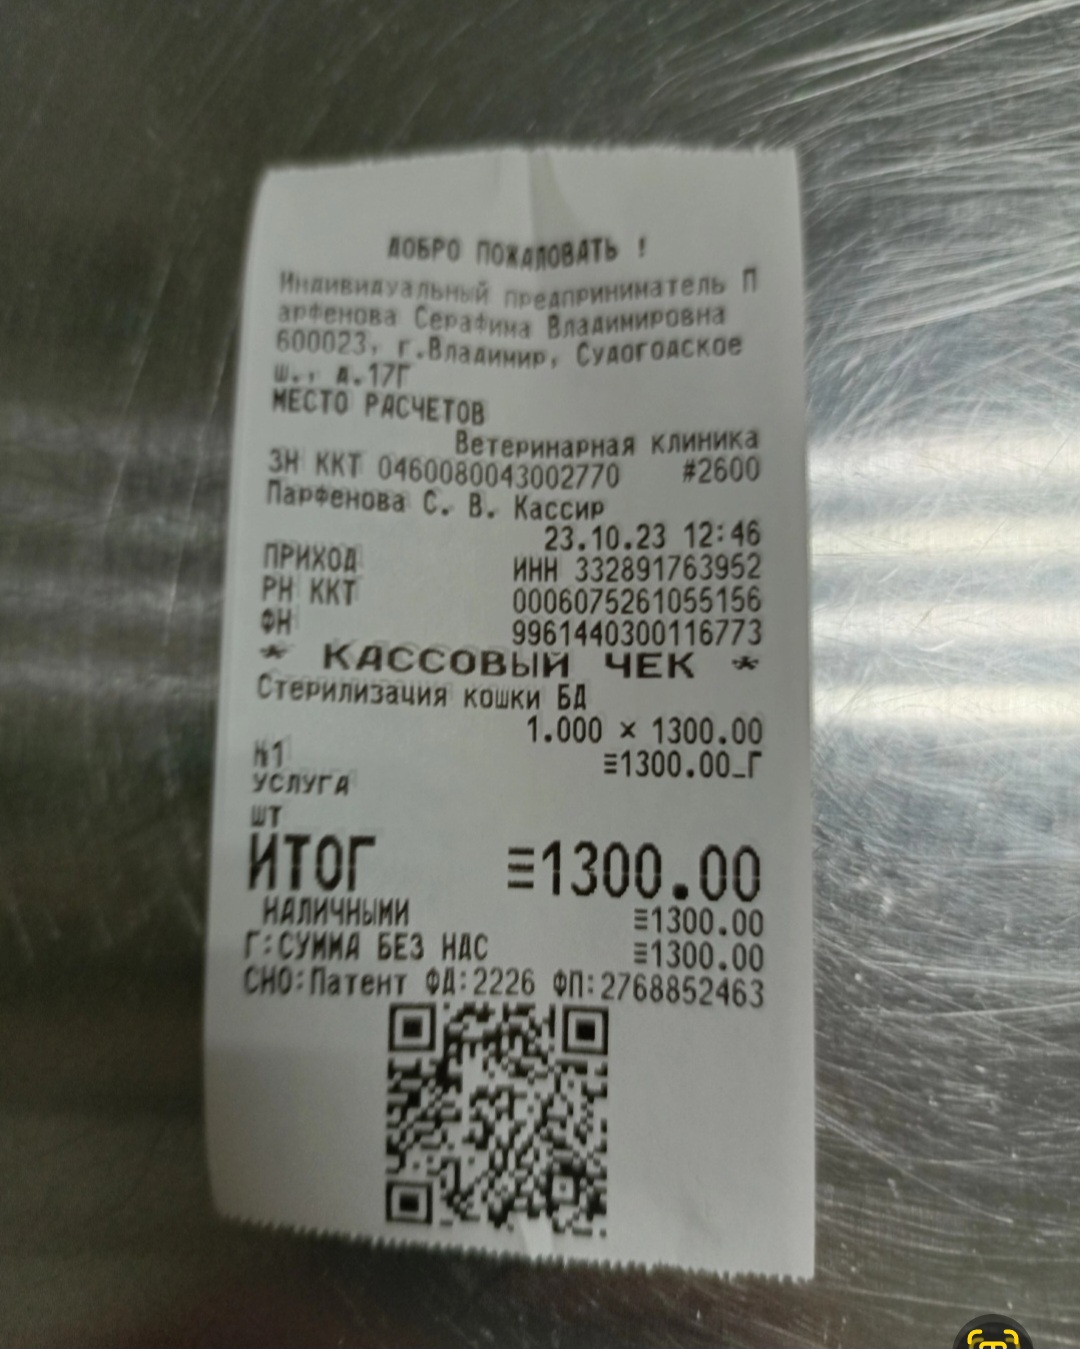 ДОБРО ПОЖАЛОВАТЬ !
Индивидуальный предприниматель П
арфенова Серафима Владимировна
600023, г.Владимир, Судогодское
ш., д.17Г
МЕСТО РАСЧЕТОВ
Ветеринарная клиника
ЗН ККТ 0460080043002770 #2600
Парфенова С. В. Кассир
23.10.23 12:46
ПРИХОД ИНН 332891763952
РН ККТ 0006075261055156
ФН 9961440300116773
* КАССОВЫЙ ЧЕК *
Стерилизация кошки БД
1.000 × 1300.00
№1 ≡1300.00_Г
УСЛУГА
шт
ИТОГ ≡1300.00
НАЛИЧНЫМИ ≡1300.00
Г:СУММА БЕЗ НДС ≡1300.00
СНО:Патент ФД:2226 ФП:2768852463